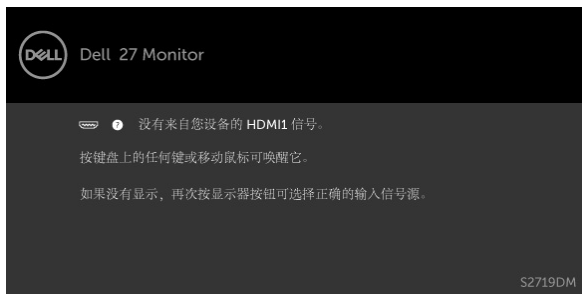 DELL
Dell 27 Monitor
? 没有来自您设备的 HDMI1 信号。
按键盘上的任何键或移动鼠标可唤醒它。
如果没有显示，再次按显示器按钮可选择正确的输入信号源。
S2719DM